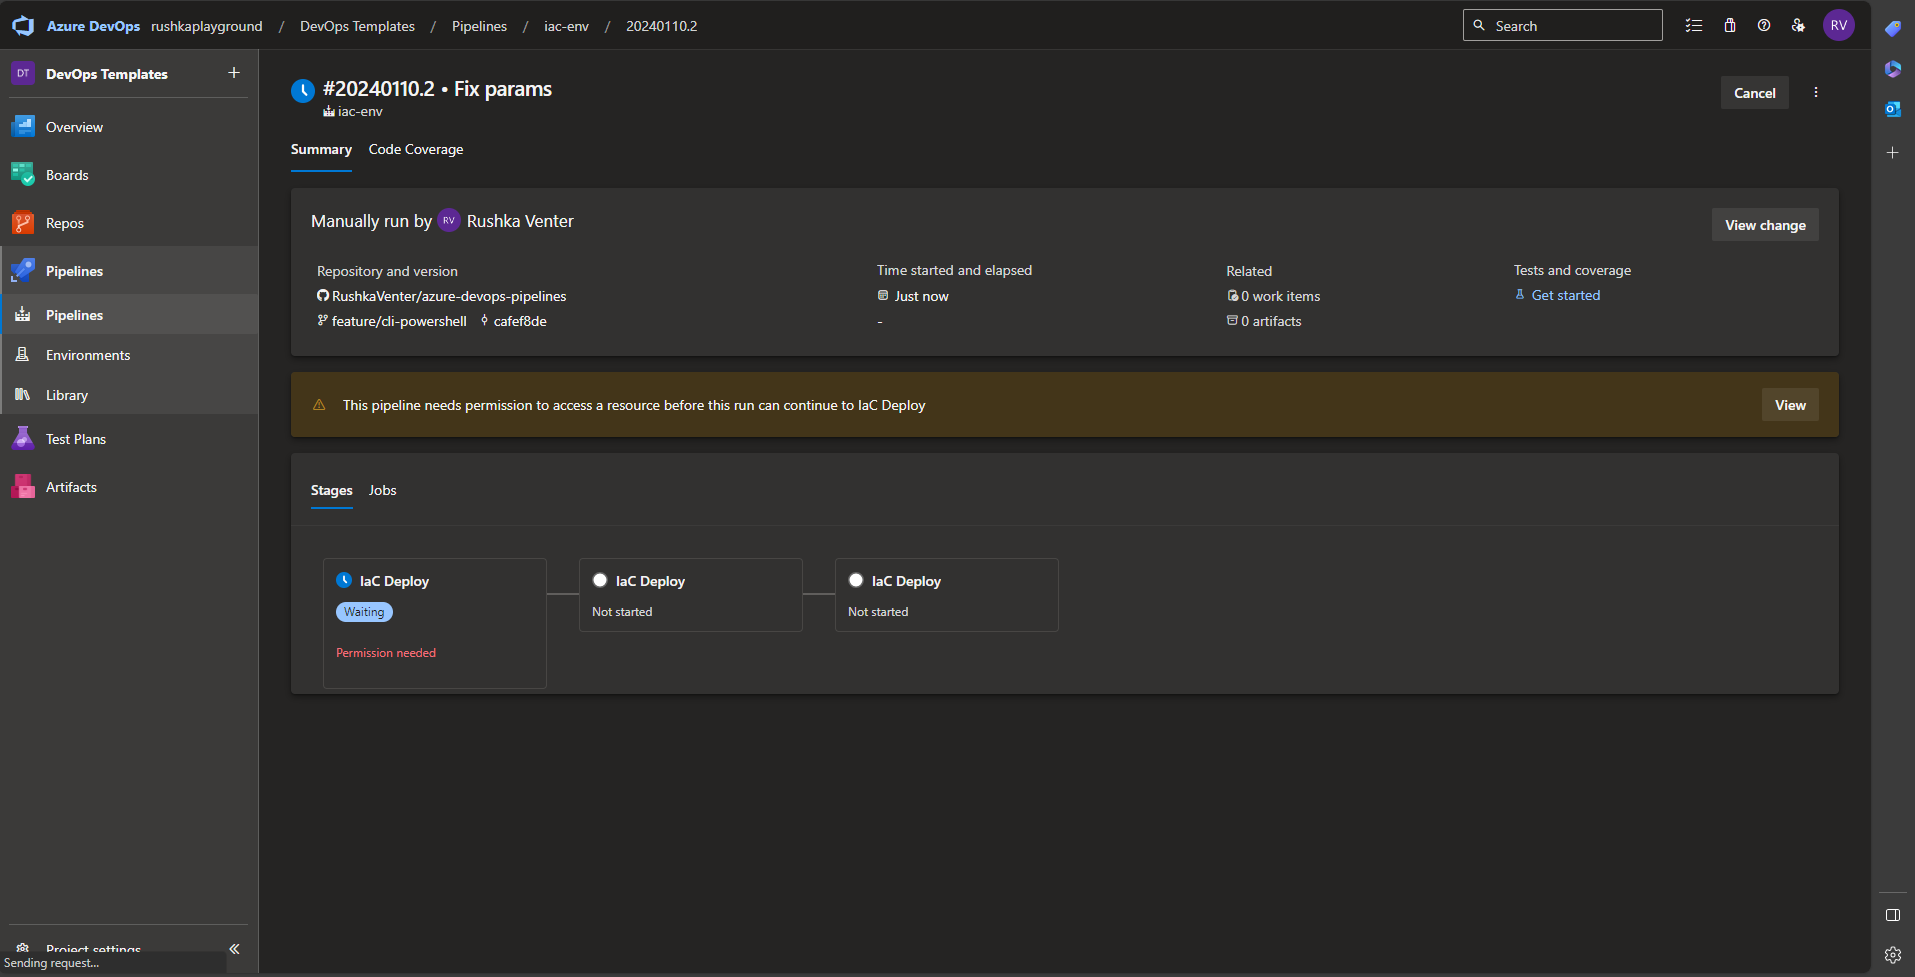 Azure DevOps rushkaplayground / DevOps Templates / Pipelines / iac-env / 20240110.2
Search
RV
DT DevOps Templates
Overview
Boards
Repos
Pipelines
Pipelines
Environments
Library
Test Plans
Artifacts
Project settings
Sending request...
#20240110.2 • Fix params
iac-env
Cancel
Summary Code Coverage
Manually run by RV Rushka Venter
View change
Repository and version
RushkaVenter/azure-devops-pipelines
feature/cli-powershell cafef8de
Time started and elapsed
Just now
-
Related
0 work items
0 artifacts
Tests and coverage
Get started
This pipeline needs permission to access a resource before this run can continue to IaC Deploy
View
Stages Jobs
IaC Deploy
Waiting
Permission needed
IaC Deploy
Not started
IaC Deploy
Not started